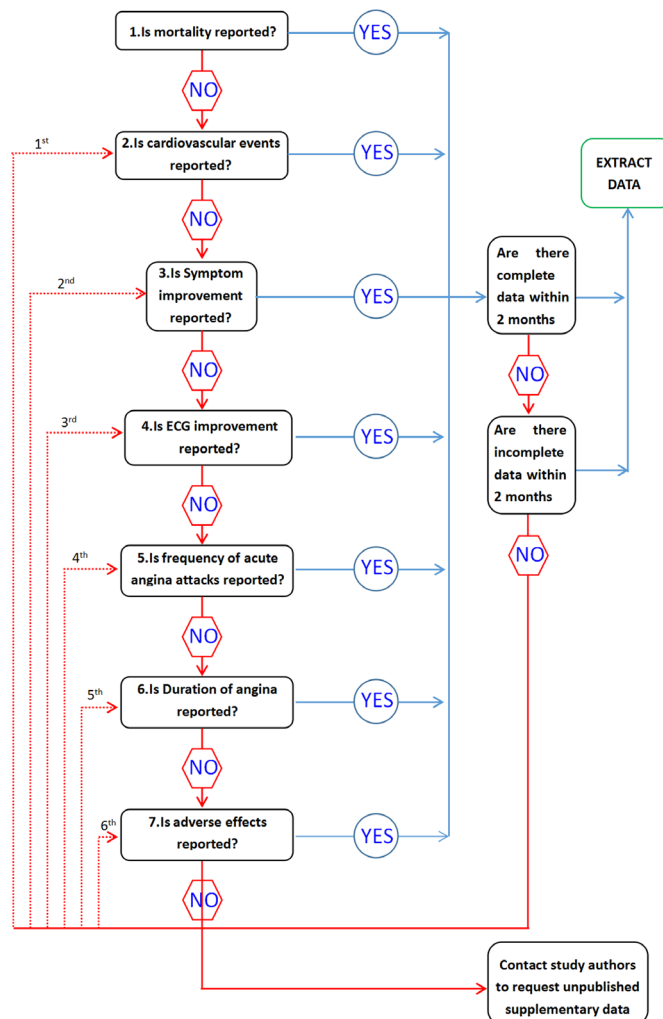 1.Is mortality reported?
YES
NO
1st
2.Is cardiovascular events
reported?
YES
EXTRACT
DATA
NO
2nd
3.Is Symptom
improvement
reported?
YES
Are there
complete
data within
2 months
NO
NO
3rd
4.Is ECG improvement
reported?
YES
Are there
incomplete
data within
2 months
NO
NO
4th
5.Is frequency of acute
angina attacks reported?
YES
NO
5th
6.Is Duration of angina
reported?
YES
NO
6th
7.Is adverse effects
reported?
YES
NO
Contact study authors
to request unpublished
supplementary data